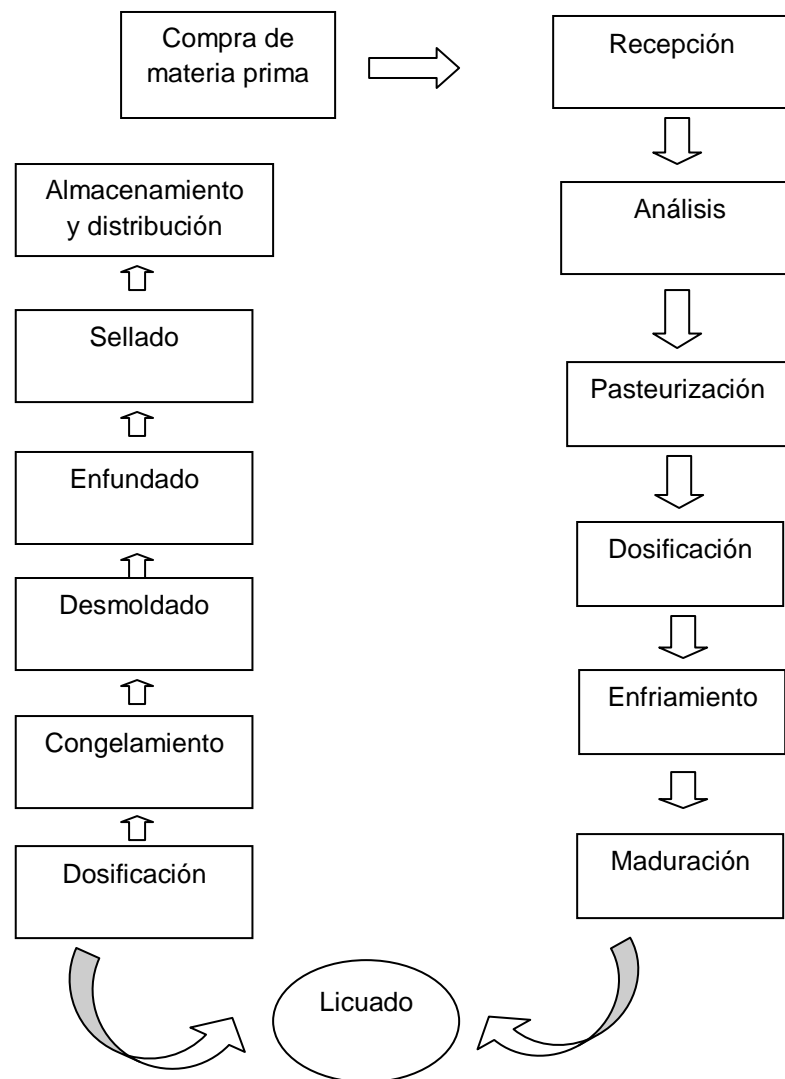 Compra de
materia prima
Recepción
Análisis
Pasteurización
Dosificación
Enfriamiento
Maduración
Licuado
Dosificación
Congelamiento
Desmoldado
Enfundado
Sellado
Almacenamiento
y distribución